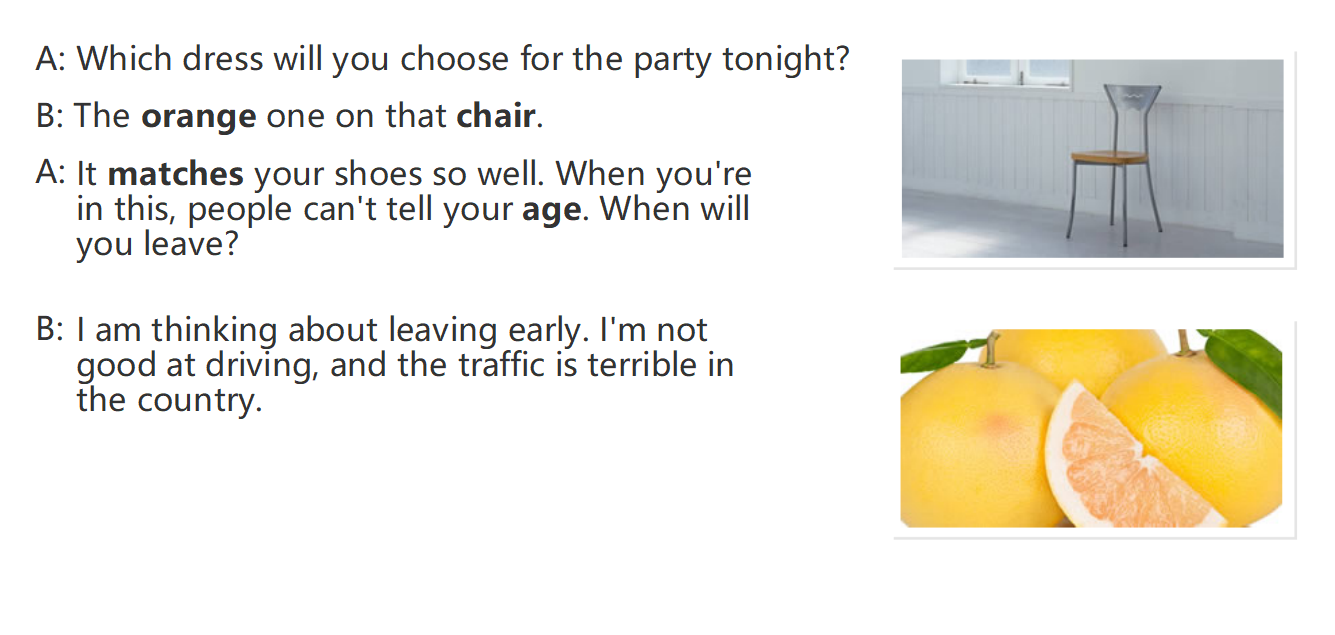 A: Which dress will you choose for the party tonight?
B: The orange one on that chair.
A: It matches your shoes so well. When you're
in this, people can't tell your age. When will
you leave?
B: I am thinking about leaving early. I'm not
good at driving, and the traffic is terrible in
the country.